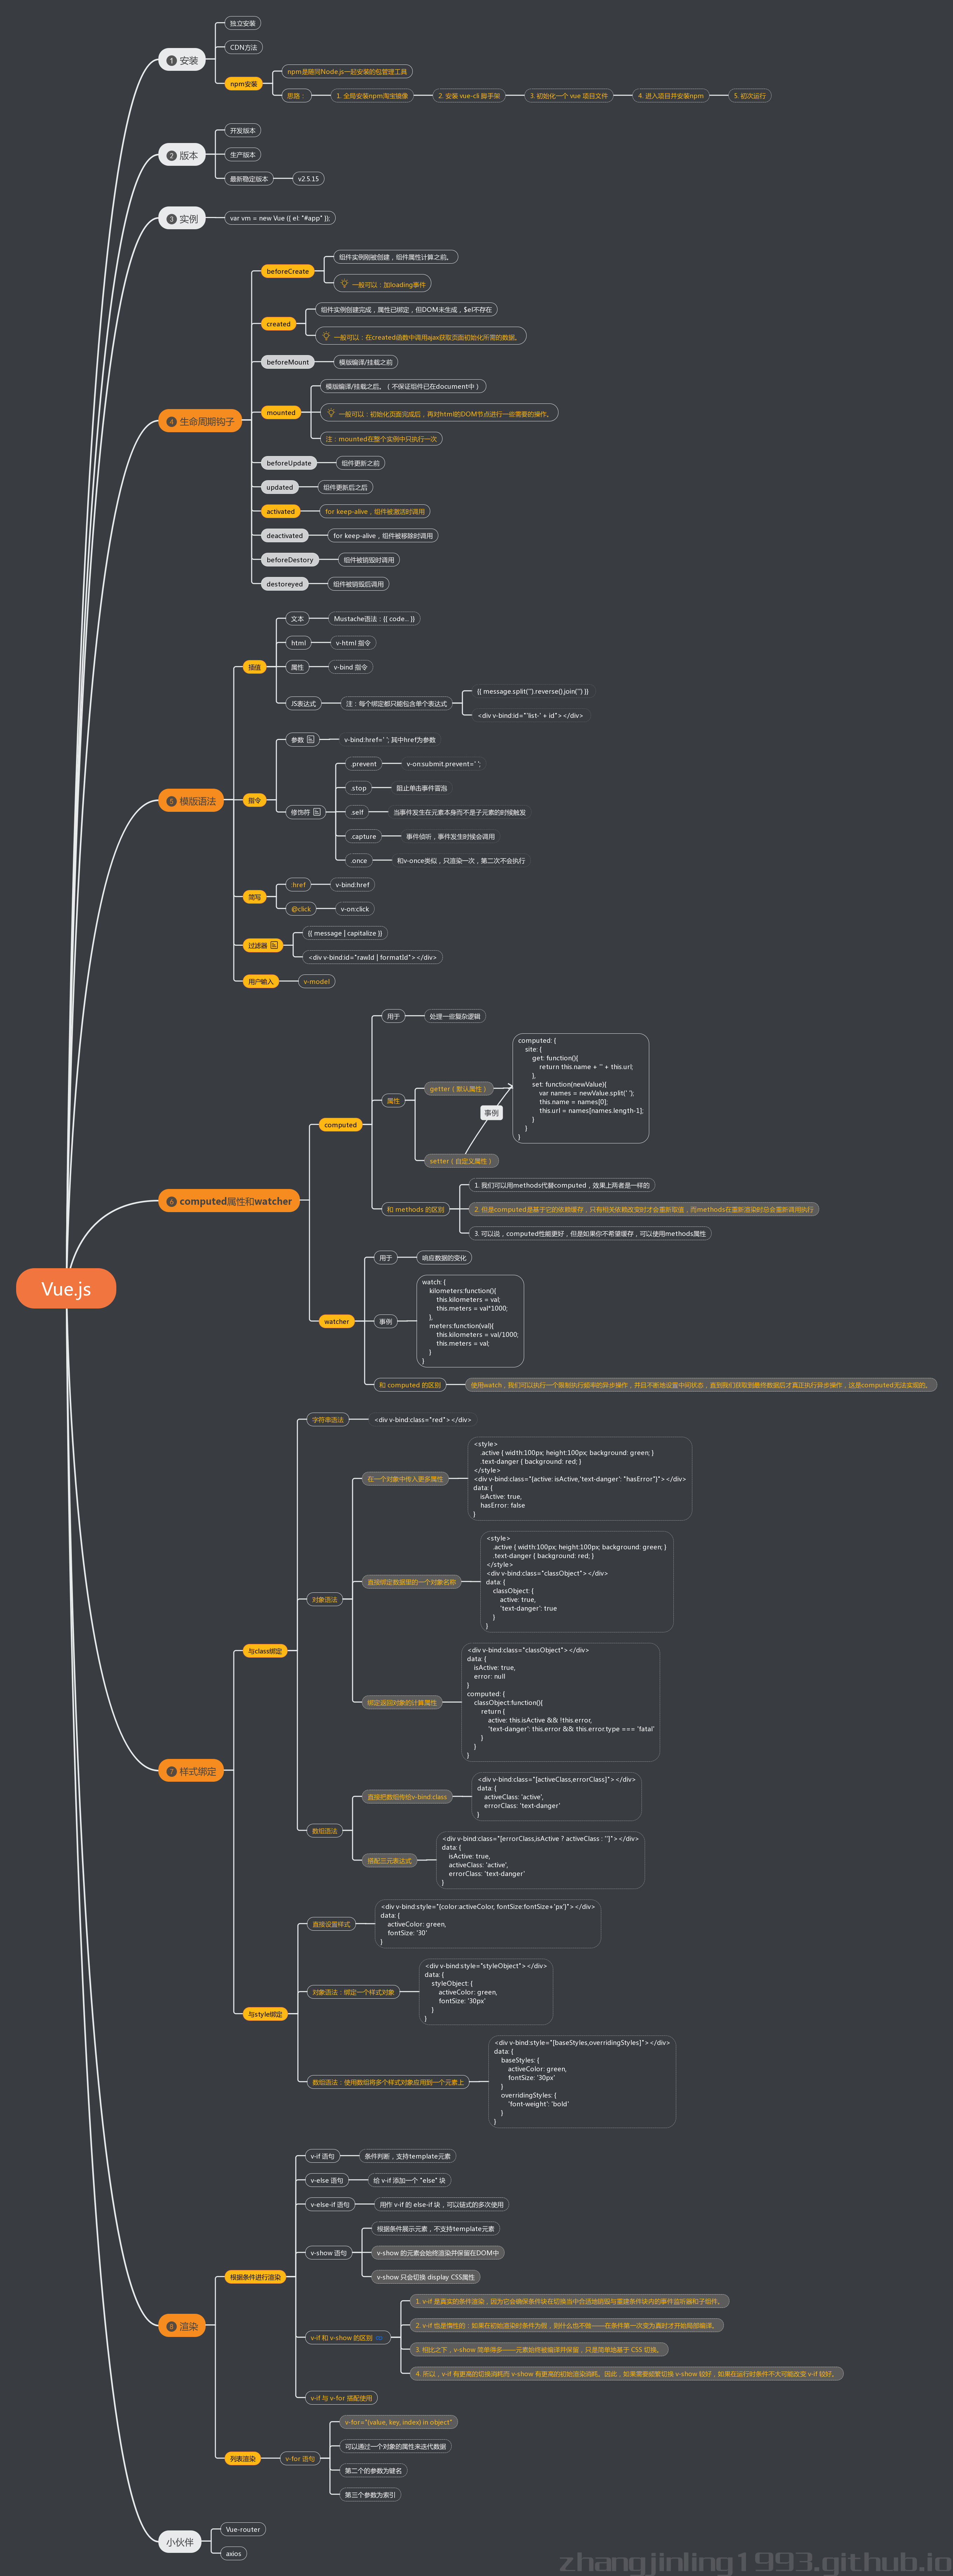 Vue.js
1 安装
独立安装
CDN方法
npm安装
npm是随同Node.js一起安装的包管理工具
思路：
1. 全局安装npm淘宝镜像
2. 安装 vue-cli 脚手架
3. 初始化一个 vue 项目文件
4. 进入项目并安装npm
5. 初次运行
2 版本
开发版本
生产版本
最新稳定版本
v2.5.15
3 实例
var vm = new Vue ({ el: "#app" });
4 生命周期钩子
beforeCreate
组件实例刚被创建，组件属性计算之前。
一般可以：加loading事件
created
组件实例创建完成，属性已绑定，但DOM未生成，$el不存在
一般可以：在created函数中调用ajax获取页面初始化所需的数据。
beforeMount
模版编译/挂载之前
mounted
模版编译/挂载之后。（不保证组件已在document中）
一般可以：初始化页面完成后，再对html的DOM节点进行一些需要的操作。
注：mounted在整个实例中只执行一次
beforeUpdate
组件更新之前
updated
组件更新后之后
activated
for keep-alive，组件被激活时调用
deactivated
for keep-alive，组件被移除时调用
beforeDestory
组件被销毁时调用
destoreyed
组件被销毁后调用
5 模版语法
插值
文本
Mustache语法：{{ code... }}
html
v-html 指令
属性
v-bind 指令
JS表达式
注：每个绑定都只能包含单个表达式
{{ message.split('').reverse().join('') }}
<div v-bind:id="'list-' + id"></div>
指令
参数
v-bind:href=' '; 其中href为参数
修饰符
.prevent
v-on:submit.prevent=' ';
.stop
阻止单击事件冒泡
.self
当事件发生在元素本身而不是子元素的时候触发
.capture
事件侦听，事件发生时候会调用
.once
和v-once类似，只渲染一次，第二次不会执行
简写
:href
v-bind:href
@click
v-on:click
过滤器
{{ message | capitalize }}
<div v-bind:id="rawId | formatId"></div>
用户输入
v-model
6 computed属性和watcher
computed
用于
处理一些复杂逻辑
属性
getter（默认属性）
setter（自定义属性）
事例
computed: {
site: {
get: function(){
return this.name + '' + this.url;
},
set: function(newValue){
var names = newValue.split(' ');
this.name = names[0];
this.url = names[names.length-1];
}
}
}
和 methods 的区别
1. 我们可以用methods代替computed，效果上两者是一样的
2. 但是computed是基于它的依赖缓存，只有相关依赖改变时才会重新取值，而methods在重新渲染时总会重新调用执行
3. 可以说，computed性能更好，但是如果你不希望缓存，可以使用methods属性
watcher
用于
响应数据的变化
事例
watch: {
kilometers:function(){
this.kilometers = val;
this.meters = val*1000;
},
meters:function(val){
this.kilometers = val/1000;
this.meters = val;
}
}
和 computed 的区别
使用watch，我们可以执行一个限制执行频率的异步操作，并且不断地设置中间状态，直到我们获取到最终数据后才真正执行异步操作，这是computed无法实现的。
7 样式绑定
与class绑定
字符串语法
<div v-bind:class="red"></div>
对象语法
在一个对象中传入更多属性
<style>
.active { width:100px; height:100px; background: green; }
.text-danger { background: red; }
</style>
<div v-bind:class="{active: isActive,'text-danger': "hasError"}"></div>
data: {
isActive: true,
hasError: false
}
直接绑定数据里的一个对象名称
<style>
.active { width:100px; height:100px; background: green; }
.text-danger { background: red; }
</style>
<div v-bind:class="classObject"></div>
data: {
classObject: {
active: true,
'text-danger': true
}
}
绑定返回对象的计算属性
<div v-bind:class="classObject"></div>
data: {
isActive: true,
error: null
}
computed: {
classObject:function(){
return {
active: this.isActive && !this.error,
'text-danger': this.error && this.error.type === 'fatal'
}
}
}
数组语法
直接把数组传给v-bind:class
<div v-bind:class="[activeClass,errorClass]"></div>
data: {
activeClass: 'active',
errorClass: 'text-danger'
}
搭配三元表达式
<div v-bind:class="[errorClass,isActive ? activeClass : '']"></div>
data: {
isActive: true,
activeClass: 'active',
errorClass: 'text-danger'
}
与style绑定
直接设置样式
<div v-bind:style="{color:activeColor, fontSize:fontSize+'px'}"></div>
data: {
activeColor: green,
fontSize: '30'
}
对象语法：绑定一个样式对象
<div v-bind:style="styleObject"></div>
data: {
styleObject: {
activeColor: green,
fontSize: '30px'
}
}
数组语法：使用数组将多个样式对象应用到一个元素上
<div v-bind:style="[baseStyles,overridingStyles]"></div>
data: {
baseStyles: {
activeColor: green,
fontSize: '30px'
}
overridingStyles: {
'font-weight': 'bold'
}
}
8 渲染
根据条件进行渲染
v-if 语句
条件判断，支持template元素
v-else 语句
给 v-if 添加一个 "else" 块
v-else-if 语句
用作 v-if 的 else-if 块，可以链式的多次使用
v-show 语句
根据条件展示元素，不支持template元素
v-show 的元素会始终渲染并保留在DOM中
v-show 只会切换 display CSS属性
v-if 和 v-show 的区别
1. v-if 是真实的条件渲染，因为它会确保条件块在切换当中合适地销毁与重建条件块内的事件监听器和子组件。
2. v-if 也是惰性的：如果在初始渲染时条件为假，则什么也不做——在条件第一次变为真时才开始局部编译。
3. 相比之下，v-show 简单得多——元素始终被编译并保留，只是简单地基于 CSS 切换。
4. 所以，v-if 有更高的切换消耗而 v-show 有更高的初始渲染消耗。因此，如果需要频繁切换 v-show 较好，如果在运行时条件不大可能改变 v-if 较好。
v-if 与 v-for 搭配使用
列表渲染
v-for 语句
v-for="(value, key, index) in object"
可以通过一个对象的属性来迭代数据
第二个的参数为键名
第三个参数为索引
小伙伴
Vue-router
axios
zhangjinling1993.github.io